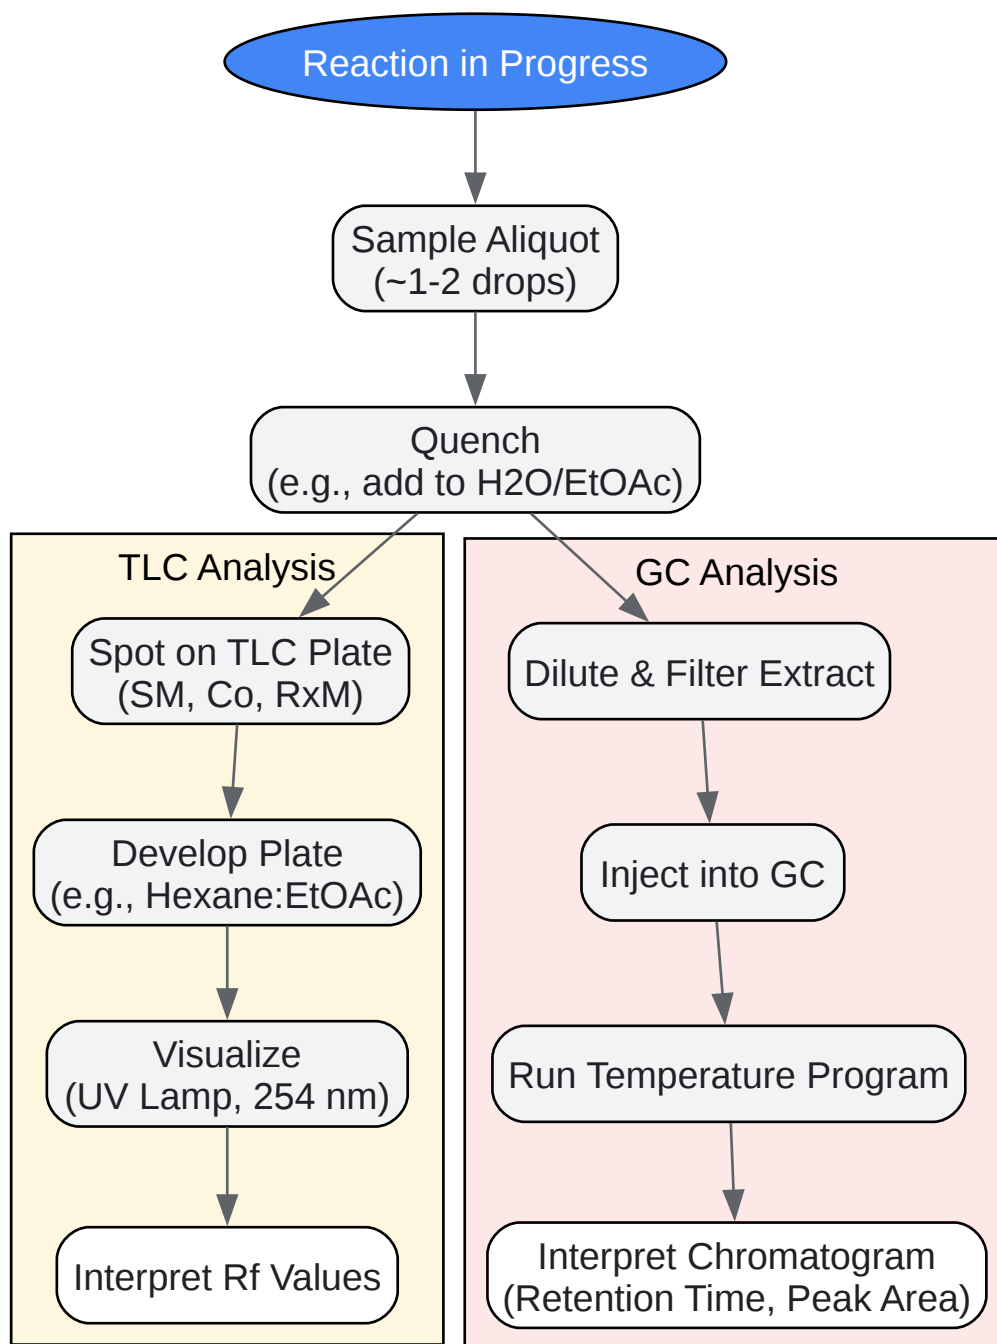 Reaction in Progress
Sample Aliquot
(~1-2 drops)
Quench
(e.g., add to H2O/EtOAc)
TLC Analysis
Spot on TLC Plate
(SM, Co, RxM)
Develop Plate
(e.g., Hexane:EtOAc)
Visualize
(UV Lamp, 254 nm)
Interpret Rf Values
GC Analysis
Dilute & Filter Extract
Inject into GC
Run Temperature Program
Interpret Chromatogram
(Retention Time, Peak Area)